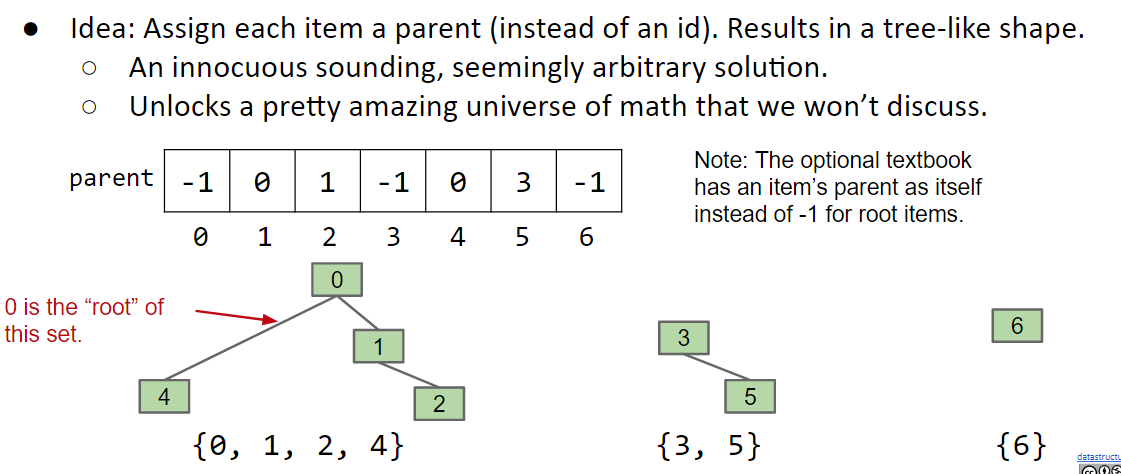 ● Idea: Assign each item a parent (instead of an id). Results in a tree-like shape.
○ An innocuous sounding, seemingly arbitrary solution.
○ Unlocks a pretty amazing universe of math that we won’t discuss.
parent -1 0 1 -1 0 3 -1
0 1 2 3 4 5 6
Note: The optional textbook
has an item’s parent as itself
instead of -1 for root items.
0 is the “root” of
this set.
0
1
4
2
3
5
6
{0, 1, 2, 4}
{3, 5}
{6}